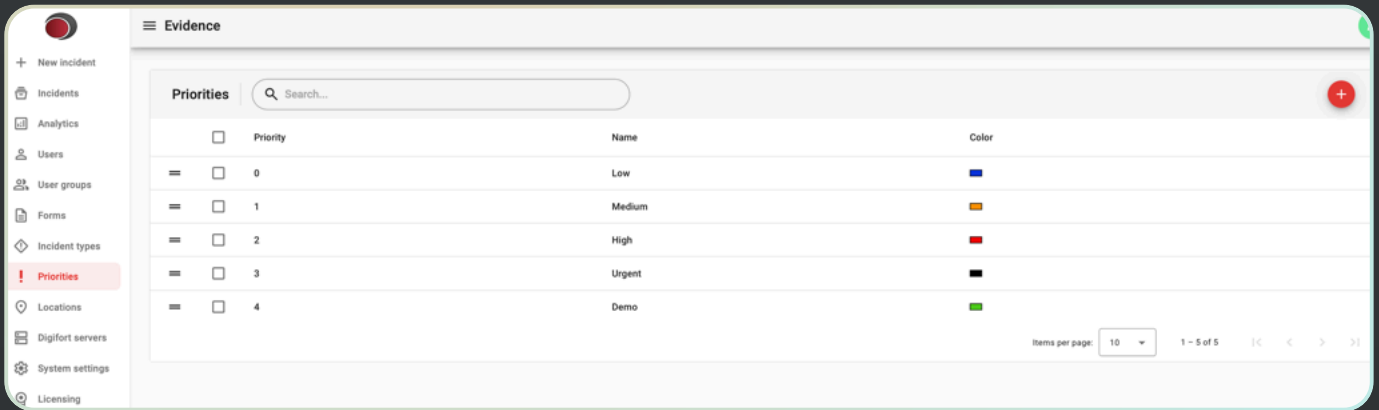 Evidence
New incident
Incidents
Analytics
Users
User groups
Forms
Incident types
Priorities
Locations
Digifort servers
System settings
Licensing
Priorities Search...
Priority Name Color
0 Low
1 Medium
2 High
3 Urgent
4 Demo
Items per page: 10 1 – 5 of 5